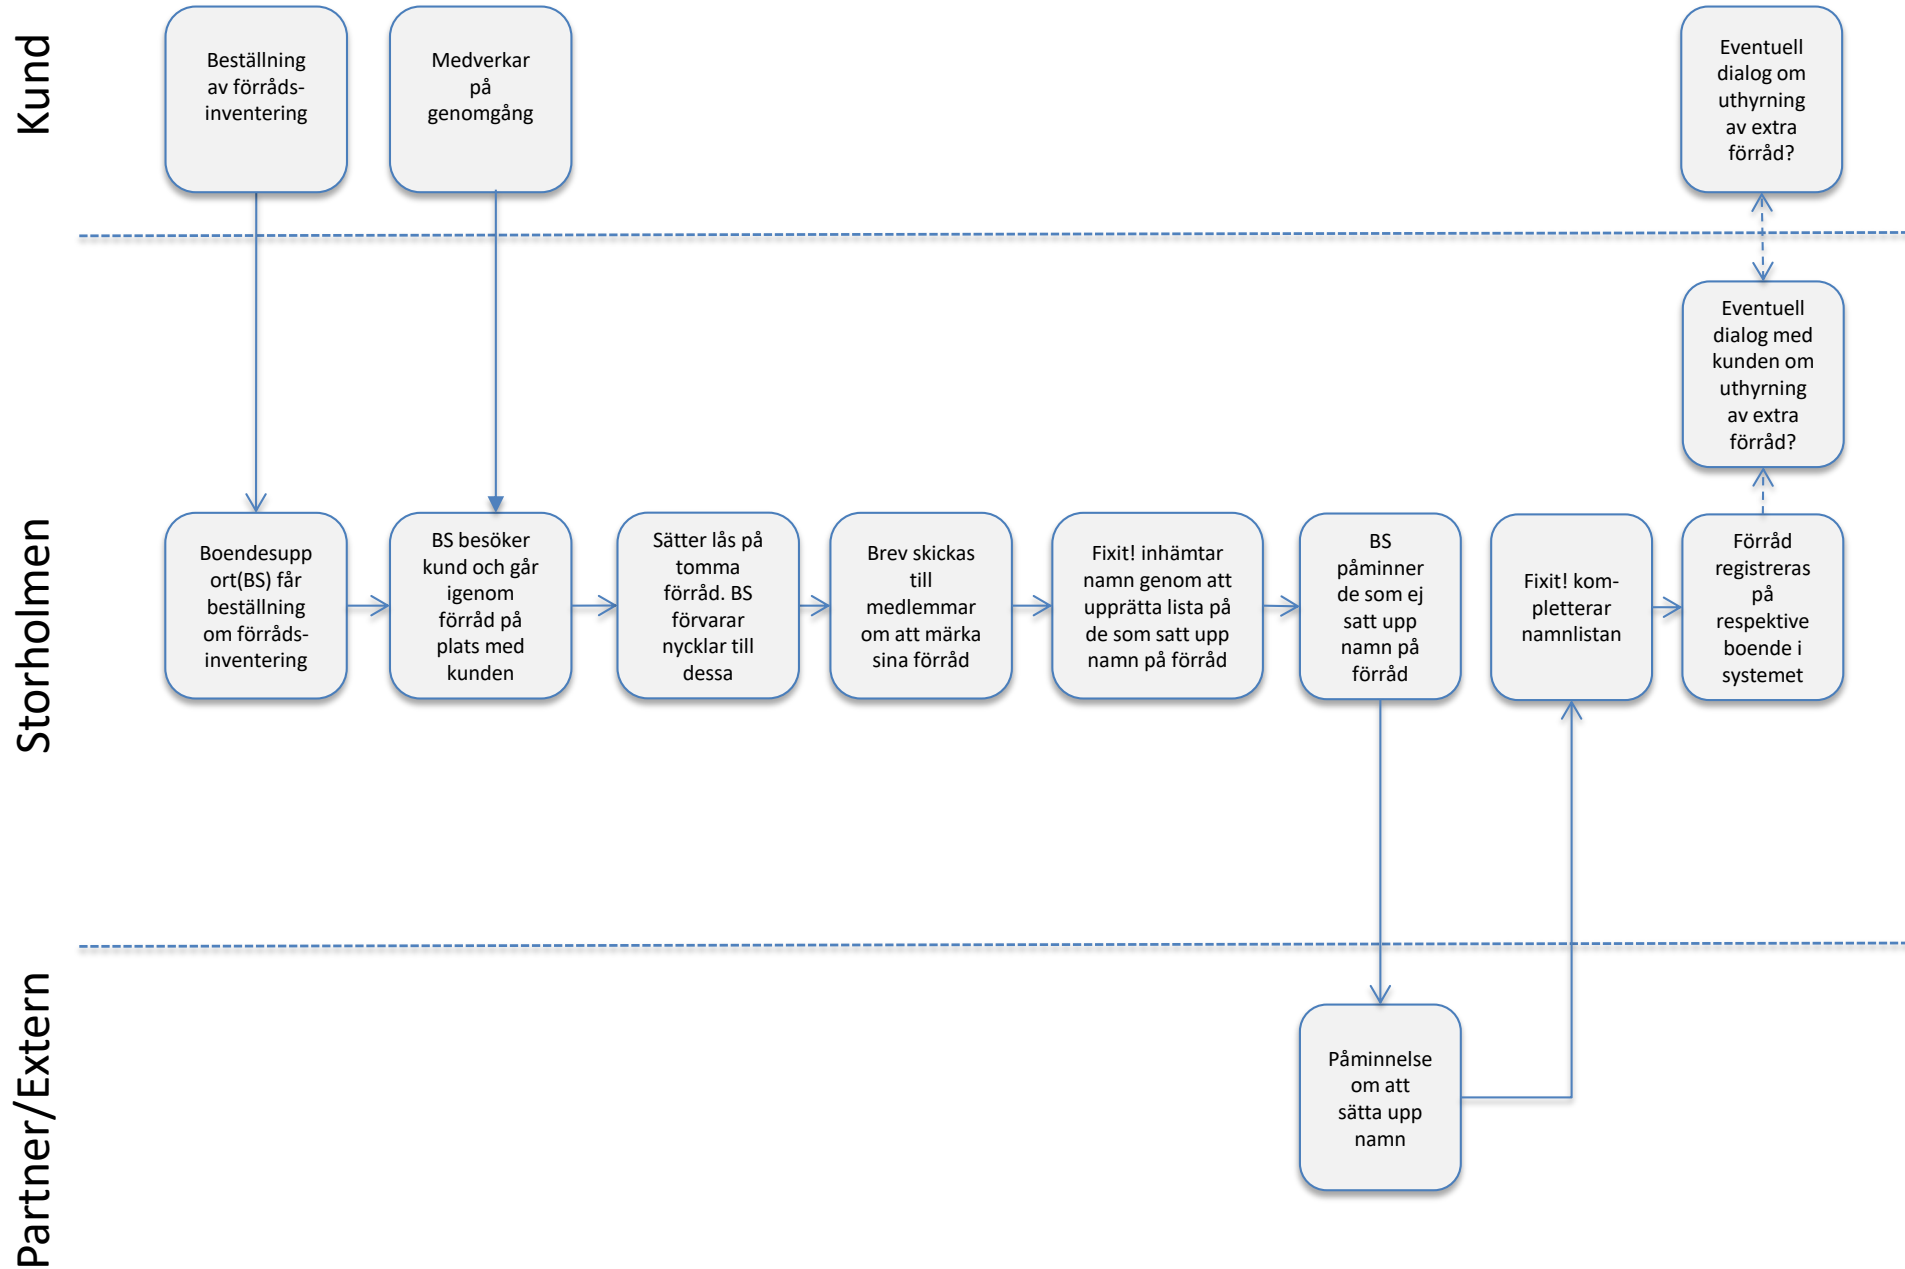 Kund
Beställning
av förråds-
inventering
Medverkar
på
genomgång
Eventuell
dialog om
uthyrning
av extra
förråd?
Storholmen
Eventuell
dialog med
kunden om
uthyrning
av extra
förråd?
Boendesupp
ort(BS) får
beställning
om förråds-
inventering
BS besöker
kund och går
igenom
förråd på
plats med
kunden
Sätter lås på
tomma
förråd. BS
förvarar
nycklar till
dessa
Brev skickas
till
medlemmar
om att märka
sina förråd
Fixit! inhämtar
namn genom att
upprätta lista på
de som satt upp
namn på förråd
BS
påminner
de som ej
satt upp
namn på
förråd
Fixit! kom-
pletterar
namnlistan
Förråd
registreras
på
respektive
boende i
systemet
Partner/Extern
Påminnelse
om att
sätta upp
namn